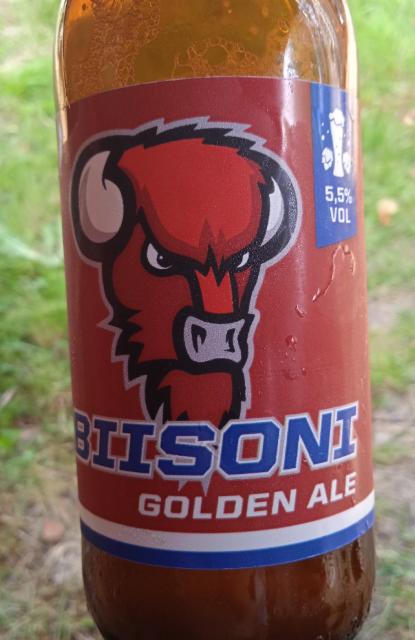 5,5%
VOL
BIISONI
GOLDEN ALE